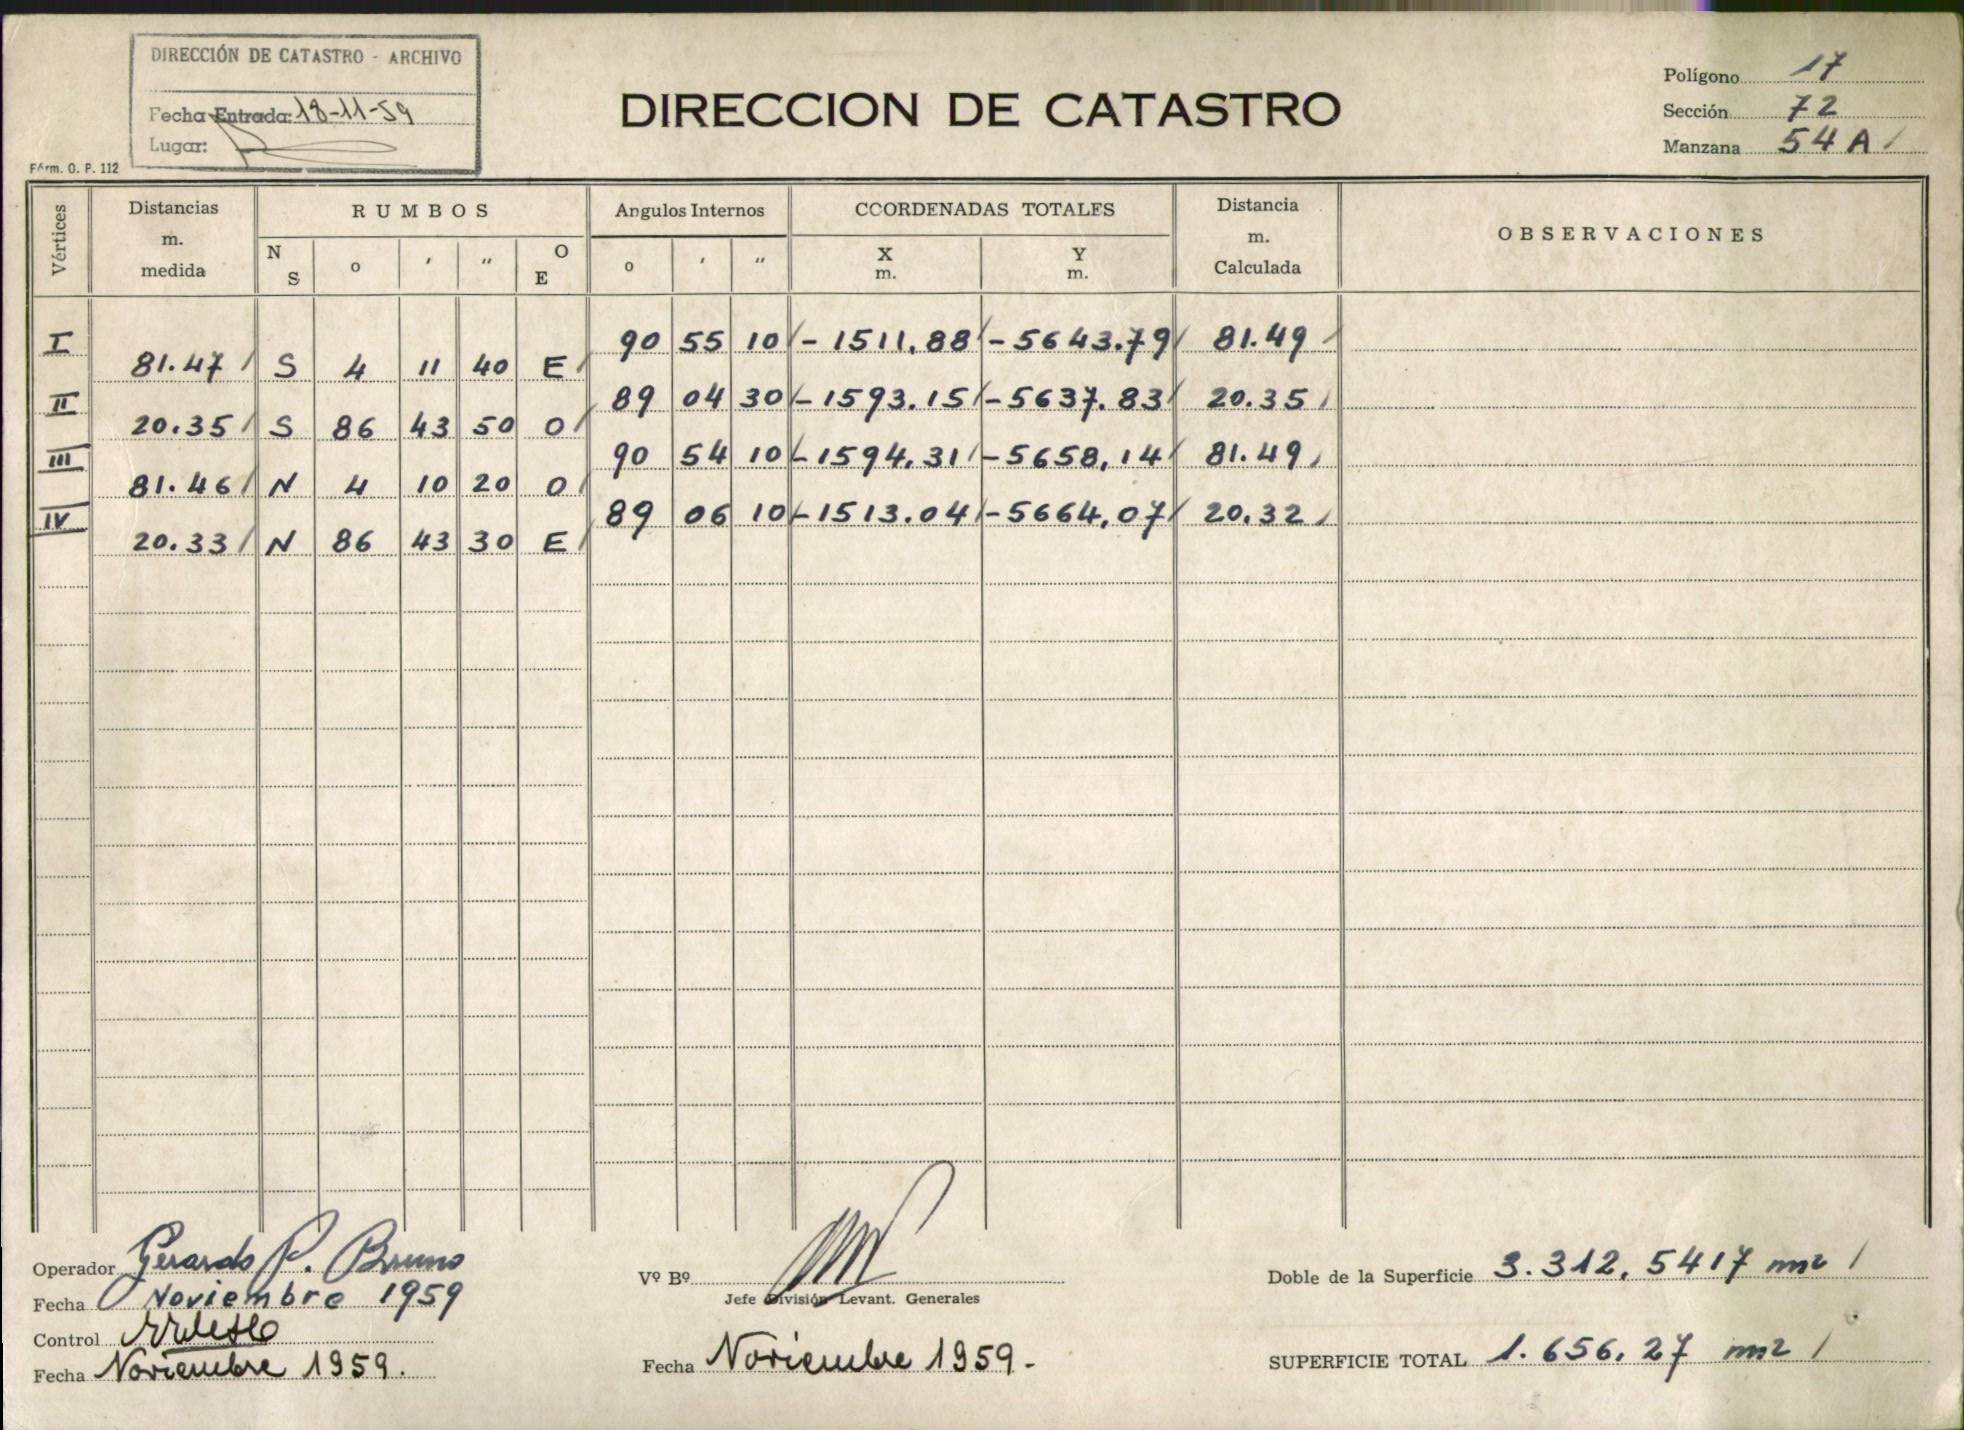 DIRECCIÓN DE CATASTRO - ARCHIVO
Fecha Entrada: 18-11-59
Lugar:
Fórm. O. P. 112
DIRECCION DE CATASTRO
Polígono 17
Sección 72
Manzana 54 A /
Vértices
Distancias m. medida
RUMBOS
N S
o ' "
O E
Angulos Internos
o ' "
COORDENADAS TOTALES
X m.
Y m.
Distancia m. Calculada
OBSERVACIONES
I 90 55 10 / - 1511.88 / - 5643.79 / 81.49 /
81.47 / S 4 11 40 E /
II 89 04 30 / - 1593.15 / - 5637.83 / 20.35 /
20.35 / S 86 43 50 O /
III 90 54 10 / - 1594.31 / - 5658,14 / 81.49 /
81.46 / N 4 10 20 O /
IV 89 06 10 / - 1513.04 / - 5664,07 / 20.32 /
20.33 / N 86 43 30 E /
Operador Gerardo P. Bruno
Fecha Noviembre 1959
Control
Fecha Noviembre 1959.
Vº Bº
Jefe División Levant. Generales
Fecha Noviembre 1959.-
Doble de la Superficie 3.312,5417 m2 /
SUPERFICIE TOTAL 1.656,27 m2 /